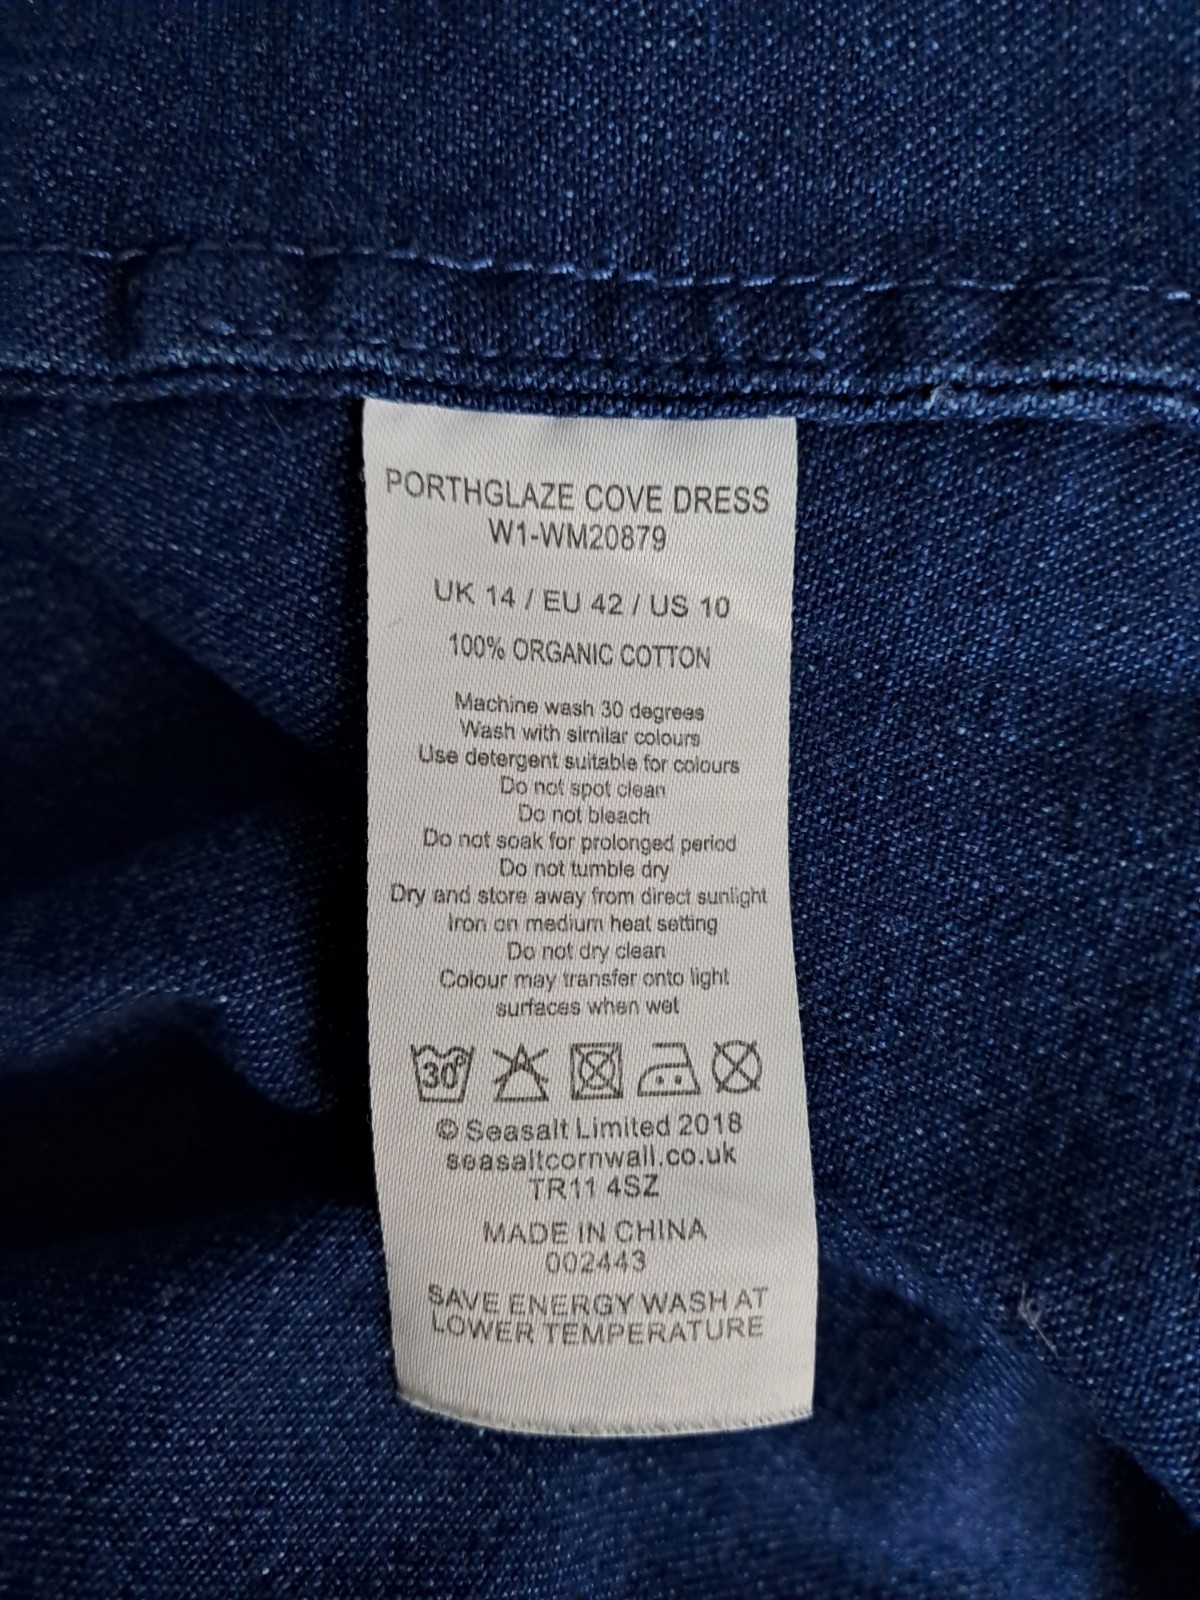 PORTHGLAZE COVE DRESS
W1-WM20879
UK 14 / EU 42 / US 10
100% ORGANIC COTTON
Machine wash 30 degrees
Wash with similar colours
Use detergent suitable for colours
Do not spot clean
Do not bleach
Do not soak for prolonged period
Do not tumble dry
Dry and store away from direct sunlight
Iron on medium heat setting
Do not dry clean
Colour may transfer onto light
surfaces when wet
30°
© Seasalt Limited 2018
seasaltcornwall.co.uk
TR11 4SZ
MADE IN CHINA
002443
SAVE ENERGY WASH AT
LOWER TEMPERATURE